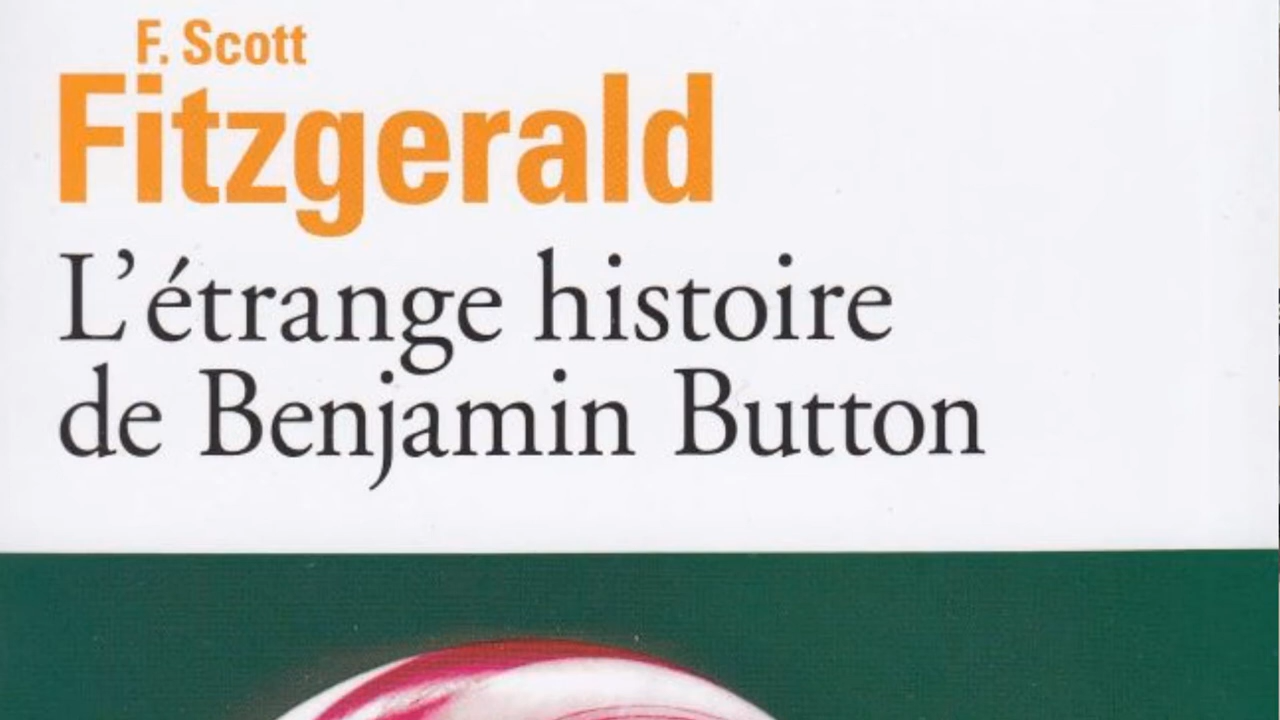 F. Scott
Fitzgerald
L’étrange histoire
de Benjamin Button